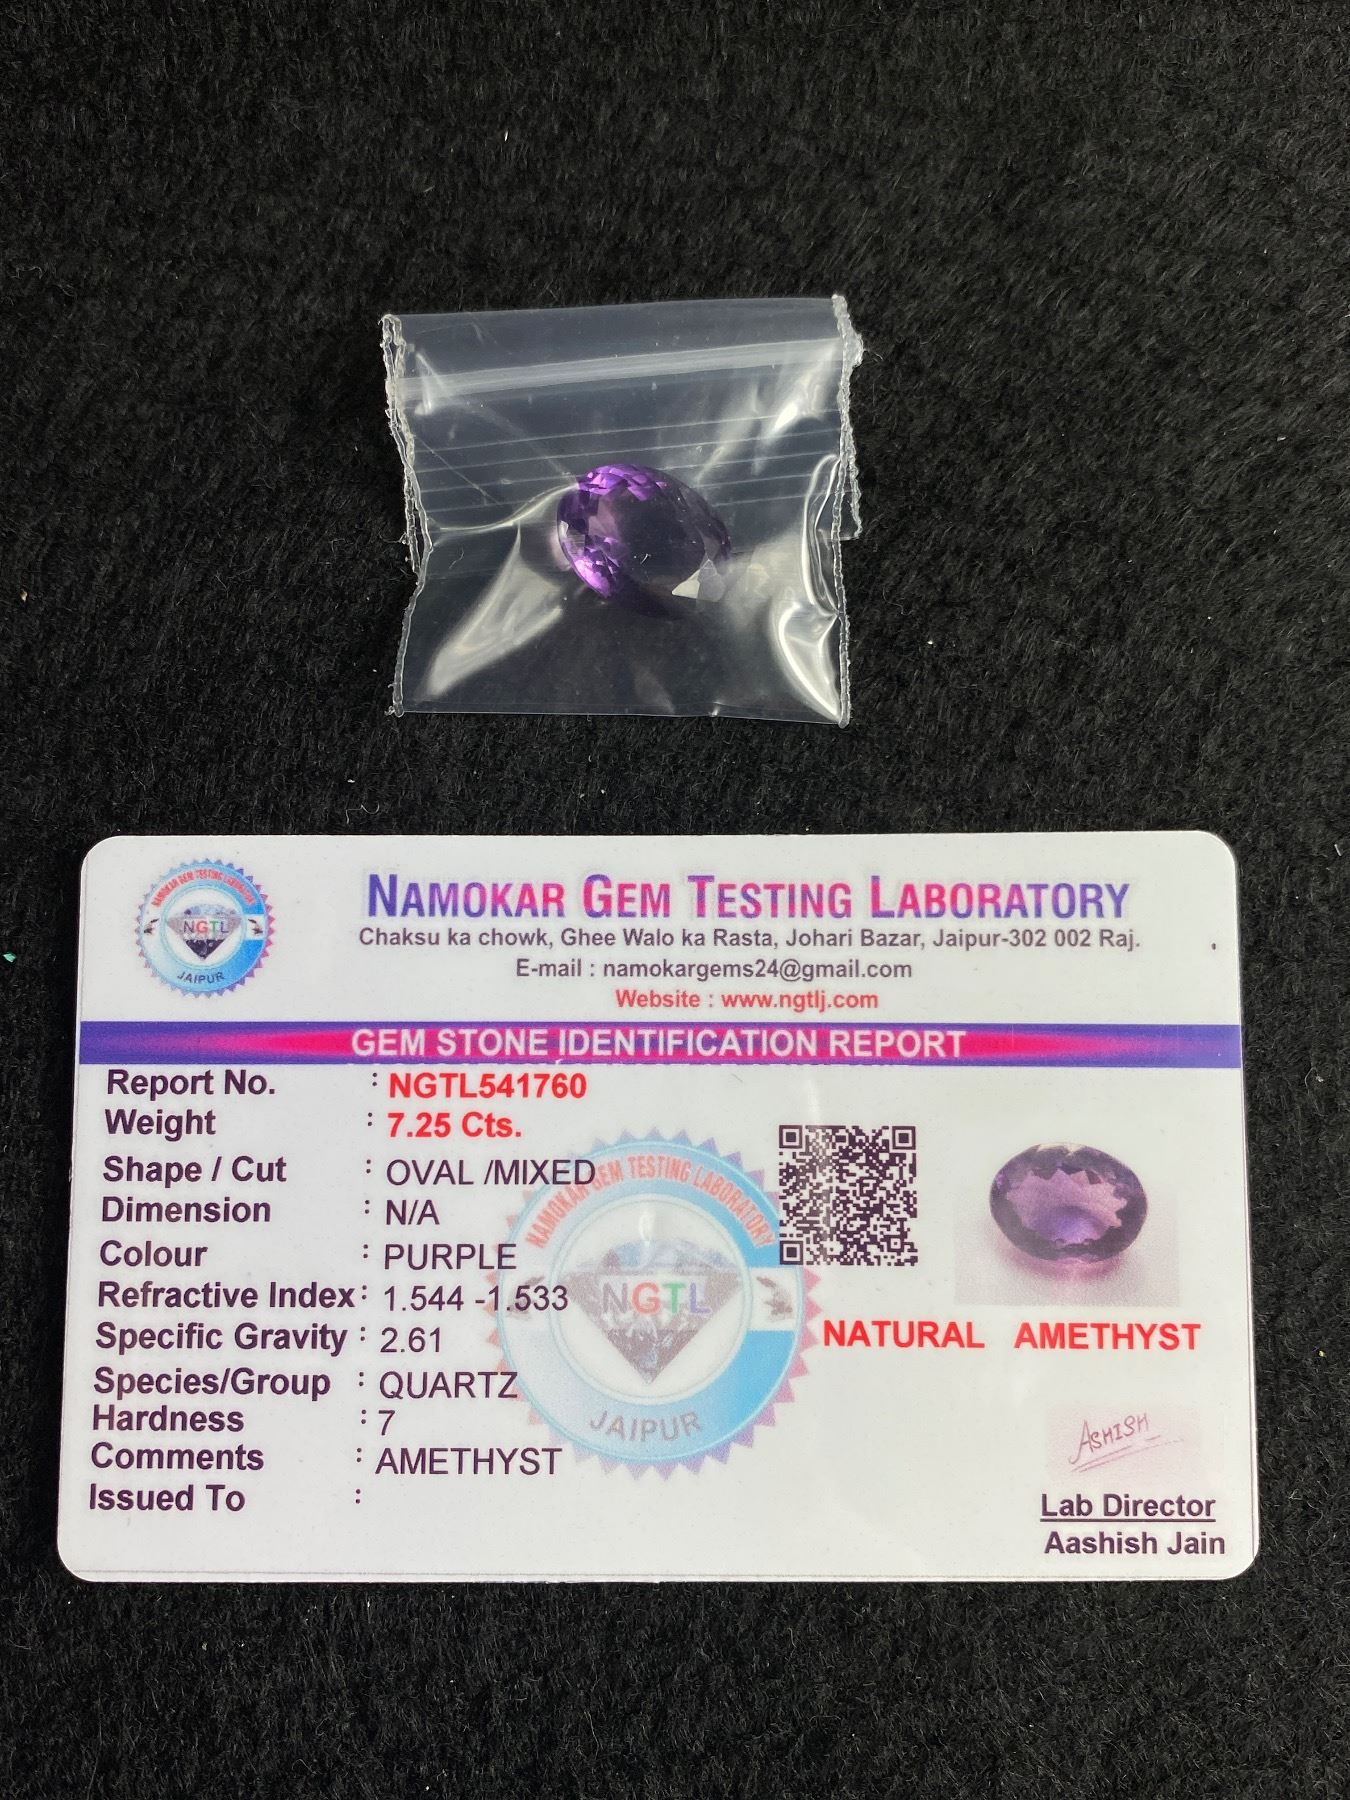 NAMOKAR GEM TESTING LABORATORY
NGTL
JAIPUR
NAMOKAR GEM TESTING LABORATORY
Chaksu ka chowk, Ghee Walo ka Rasta, Johari Bazar, Jaipur-302 002 Raj.
E-mail : namokargems24@gmail.com
Website : www.ngtlj.com
GEM STONE IDENTIFICATION REPORT
Report No. : NGTL541760
Weight : 7.25 Cts.
Shape / Cut : OVAL /MIXED
Dimension : N/A
Colour : PURPLE
Refractive Index : 1.544 -1.533
Specific Gravity : 2.61
Species/Group : QUARTZ
Hardness : 7
Comments : AMETHYST
Issued To :
NAMOKAR GEM TESTING LABORATORY
NGTL
JAIPUR
NATURAL AMETHYST
ASHISH
Lab Director
Aashish Jain